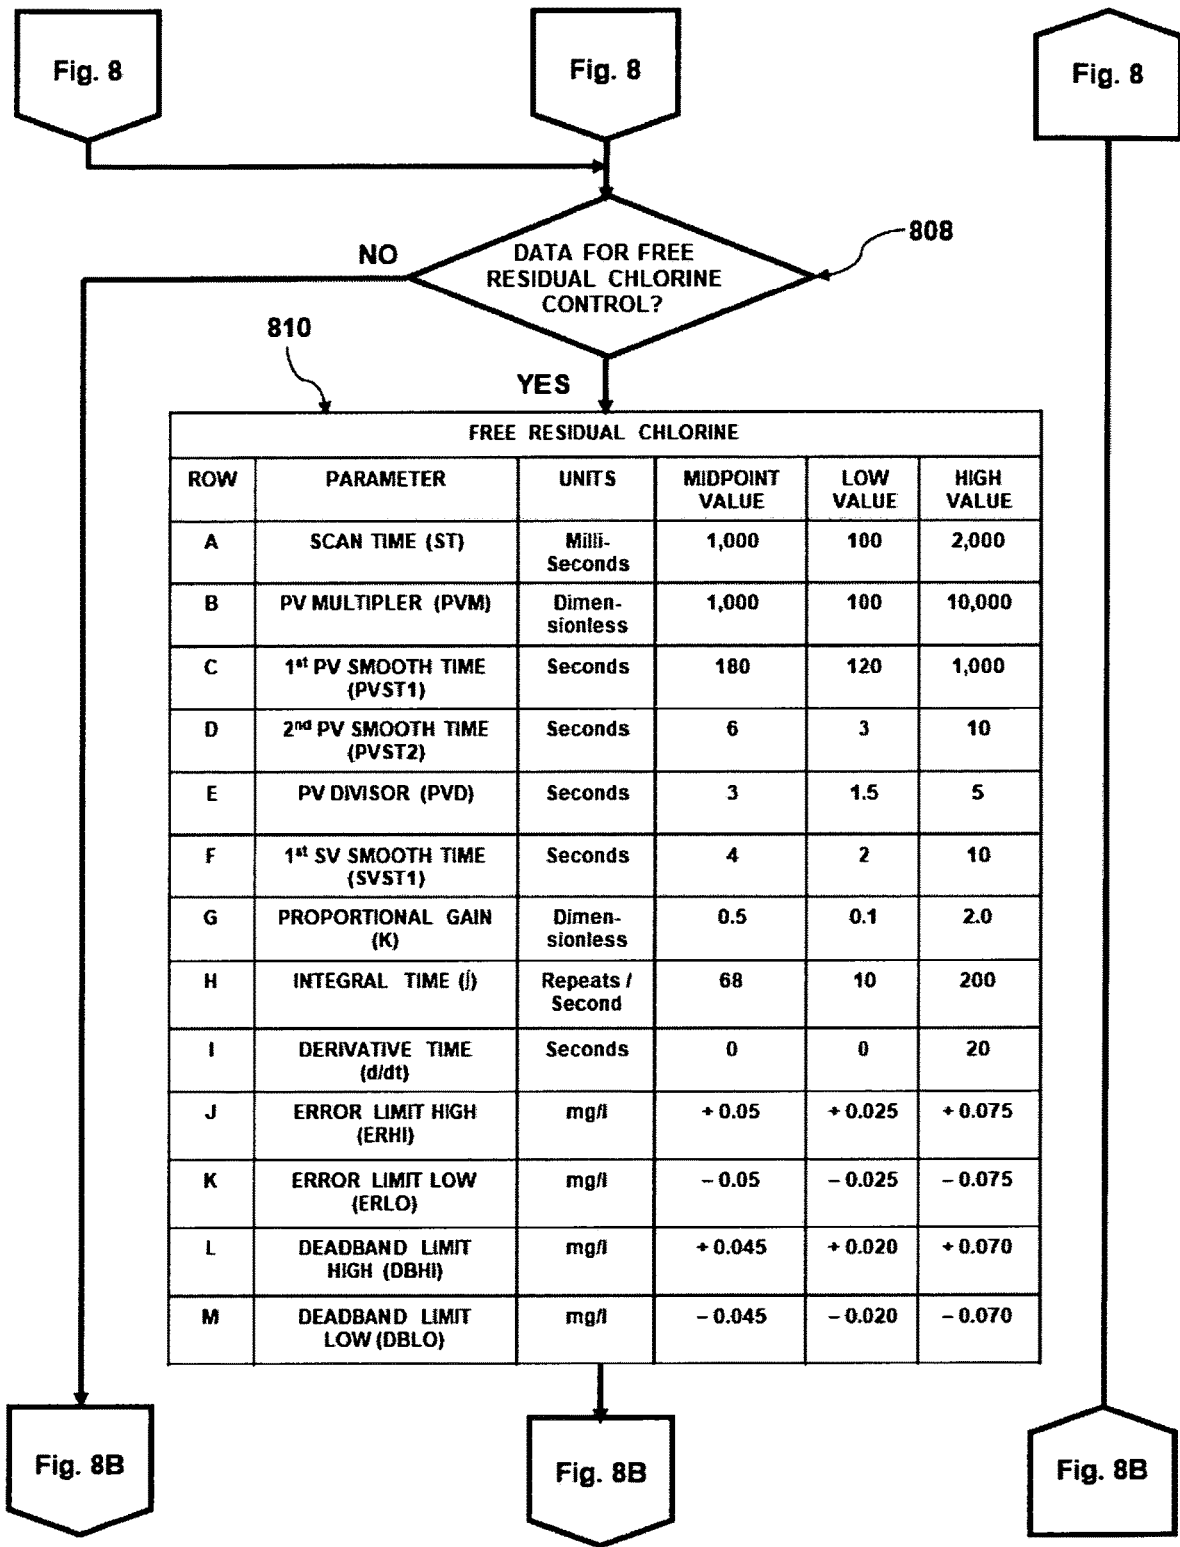 Fig. 8
Fig. 8
Fig. 8
DATA FOR FREE
RESIDUAL CHLORINE
CONTROL?
808
NO
810
YES
FREE RESIDUAL CHLORINE
ROW PARAMETER UNITS MIDPOINT VALUE LOW VALUE HIGH VALUE
A SCAN TIME (ST) Milli-Seconds 1,000 100 2,000
B PV MULTIPLER (PVM) Dimen-sionless 1,000 100 10,000
C 1st PV SMOOTH TIME (PVST1) Seconds 180 120 1,000
D 2nd PV SMOOTH TIME (PVST2) Seconds 6 3 10
E PV DIVISOR (PVD) Seconds 3 1.5 5
F 1st SV SMOOTH TIME (SVST1) Seconds 4 2 10
G PROPORTIONAL GAIN (K) Dimen-sionless 0.5 0.1 2.0
H INTEGRAL TIME (∫) Repeats / Second 68 10 200
I DERIVATIVE TIME (d/dt) Seconds 0 0 20
J ERROR LIMIT HIGH (ERHI) mg/l + 0.05 + 0.025 + 0.075
K ERROR LIMIT LOW (ERLO) mg/l – 0.05 – 0.025 – 0.075
L DEADBAND LIMIT HIGH (DBHI) mg/l + 0.045 + 0.020 + 0.070
M DEADBAND LIMIT LOW (DBLO) mg/l – 0.045 – 0.020 – 0.070
Fig. 8B
Fig. 8B
Fig. 8B